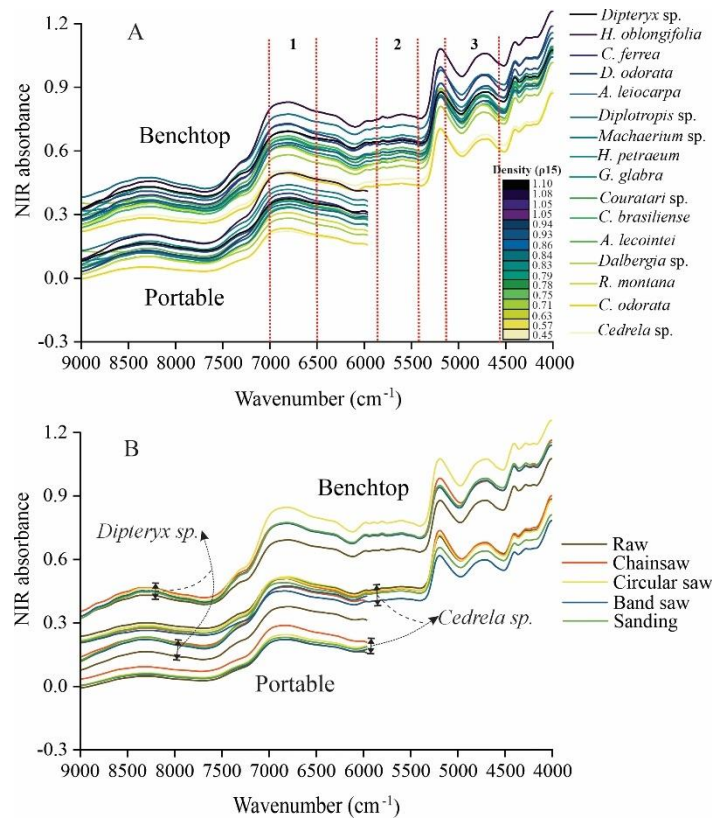 A
1
2
3
Benchtop
Portable
NIR absorbance
1.2
0.9
0.6
0.3
0.0
-0.3
9000 8500 8000 7500 7000 6500 6000 5500 5000 4500 4000
Wavenumber (cm-1)
Density (ρ15)
1.10
1.08
1.05
1.05
0.94
0.93
0.86
0.84
0.83
0.79
0.78
0.75
0.71
0.63
0.57
0.45
Dipteryx sp.
H. oblongifolia
C. ferrea
D. odorata
A. leiocarpa
Diplotropis sp.
Machaerium sp.
H. petraeum
G. glabra
Couratari sp.
C. brasiliense
A. lecointei
Dalbergia sp.
R. montana
C. odorata
Cedrela sp.
B
Benchtop
Dipteryx sp.
Cedrela sp.
Portable
NIR absorbance
1.2
0.9
0.6
0.3
0.0
-0.3
9000 8500 8000 7500 7000 6500 6000 5500 5000 4500 4000
Wavenumber (cm-1)
Raw
Chainsaw
Circular saw
Band saw
Sanding